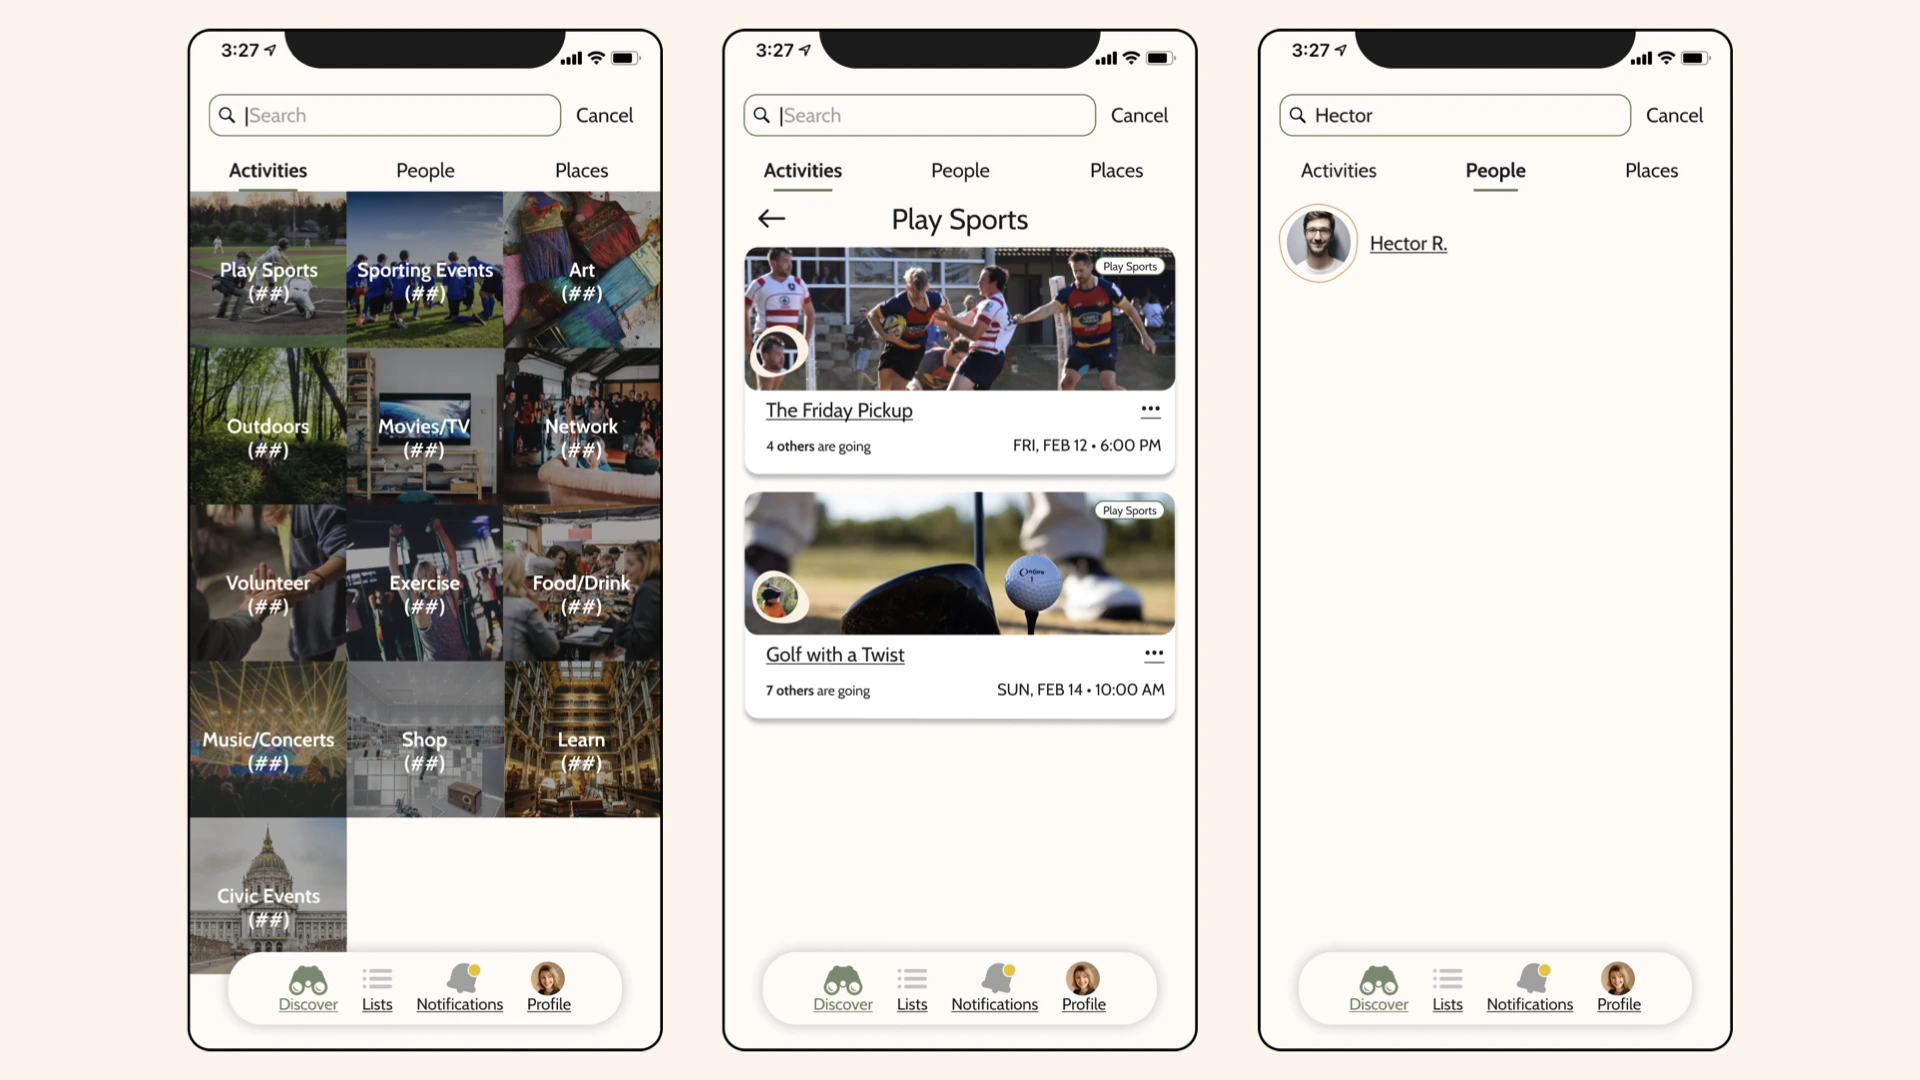 3:27
Search
Cancel
Activities
People
Places
Play Sports
(##)
Sporting Events
(##)
Art
(##)
Outdoors
(##)
Movies/TV
(##)
Network
(##)
Volunteer
(##)
Exercise
(##)
Food/Drink
(##)
Music/Concerts
(##)
Shop
(##)
Learn
(##)
Civic Events
(##)
Discover
Lists
Notifications
Profile
3:27
Search
Cancel
Activities
People
Places
Play Sports
Play Sports
The Friday Pickup
•••
4 others are going
FRI, FEB 12 • 6:00 PM
Play Sports
Golf with a Twist
•••
7 others are going
SUN, FEB 14 • 10:00 AM
Discover
Lists
Notifications
Profile
3:27
Hector
Cancel
Activities
People
Places
Hector R.
Discover
Lists
Notifications
Profile